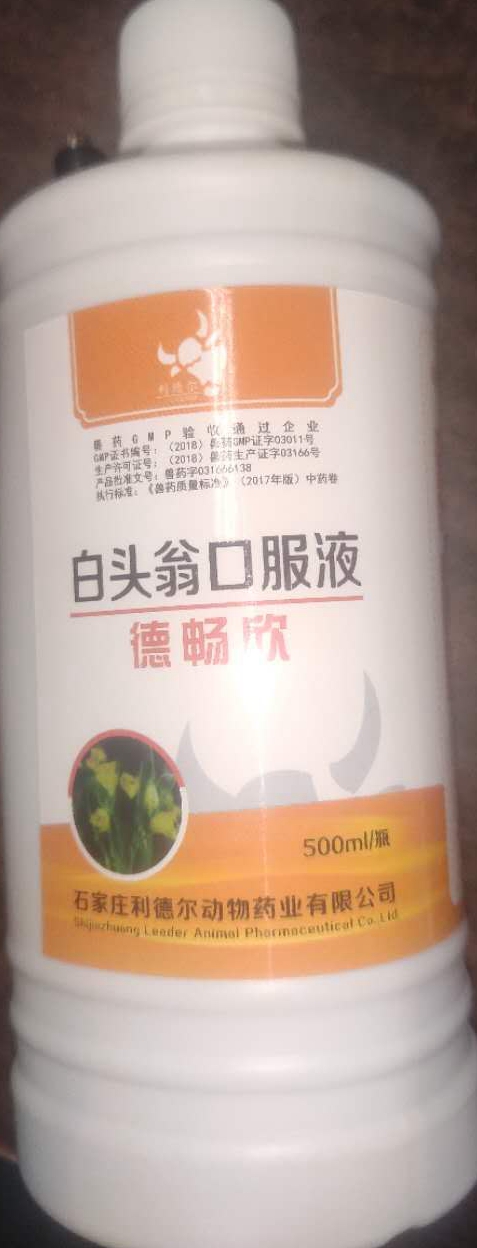 利德尔
兽药GMP验收通过企业
GMP证书编号：（2018）兽药GMP证字03011号
生产许可证号：（2018）兽药生产证字03166号
产品批准文号：兽药字031666138
执行标准：《兽药质量标准》（2017年版）中药卷
白头翁口服液
德畅欣
500ml/瓶
石家庄利德尔动物药业有限公司
Shijiazhuang Leader Animal Pharmaceutical Co.,Ltd